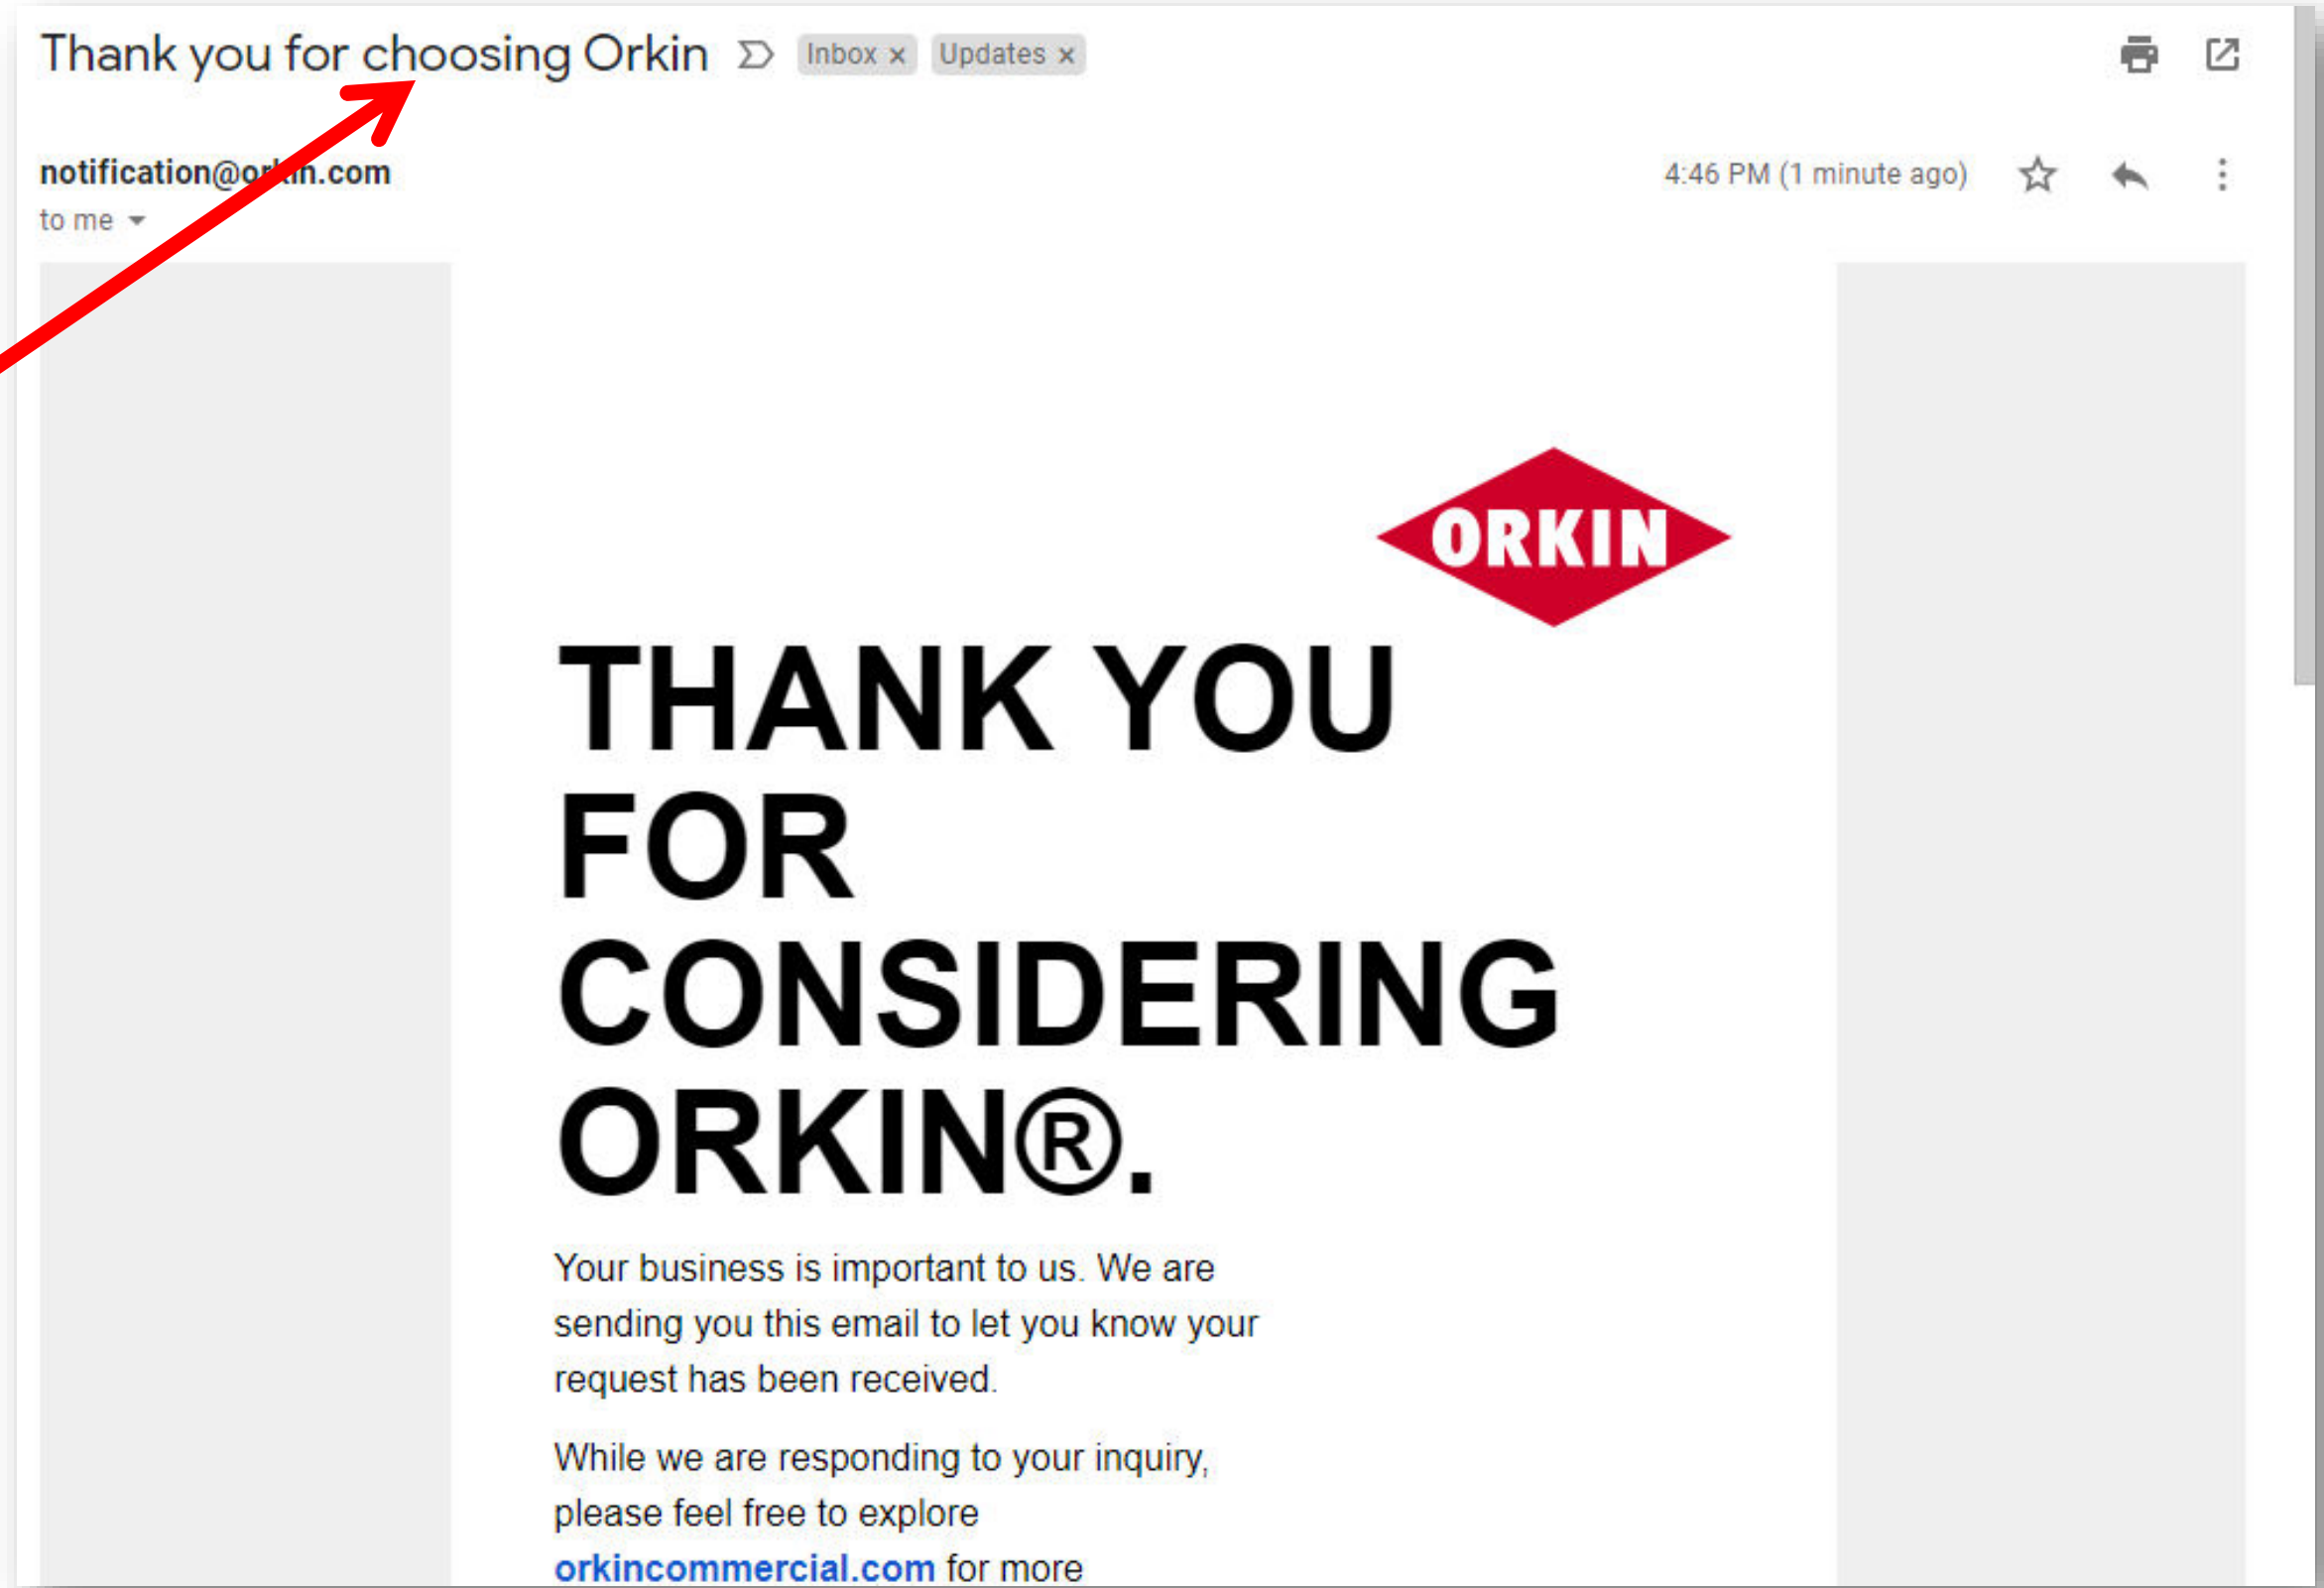 Thank you for choosing Orkin Inbox x Updates x
notification@orkin.com 4:46 PM (1 minute ago)
to me
ORKIN
THANK YOU
FOR
CONSIDERING
ORKIN®.
Your business is important to us. We are
sending you this email to let you know your
request has been received.
While we are responding to your inquiry,
please feel free to explore
orkincommercial.com for more